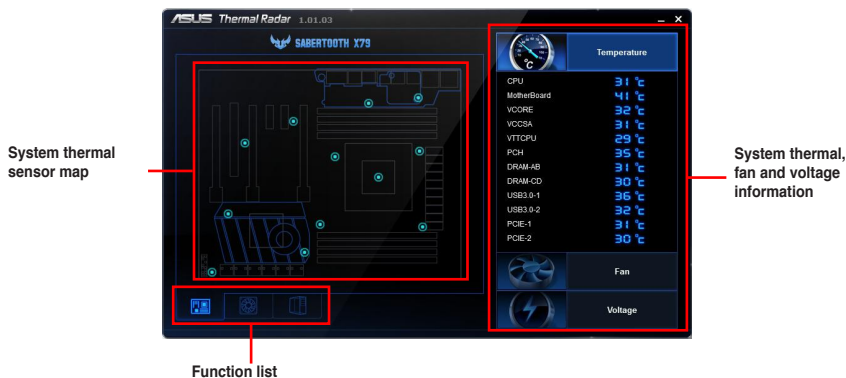 ASUS Thermal Radar 1.01.03
SABERTOOTH X79
System thermal
sensor map
Function list
°C
Temperature
CPU 31 °c
MotherBoard 41 °c
VCORE 32 °c
VCCSA 31 °c
VTTCPU 29 °c
PCH 35 °c
DRAM-AB 31 °c
DRAM-CD 30 °c
USB3.0-1 36 °c
USB3.0-2 32 °c
PCIE-1 31 °c
PCIE-2 30 °c
Fan
Voltage
System thermal,
fan and voltage
information